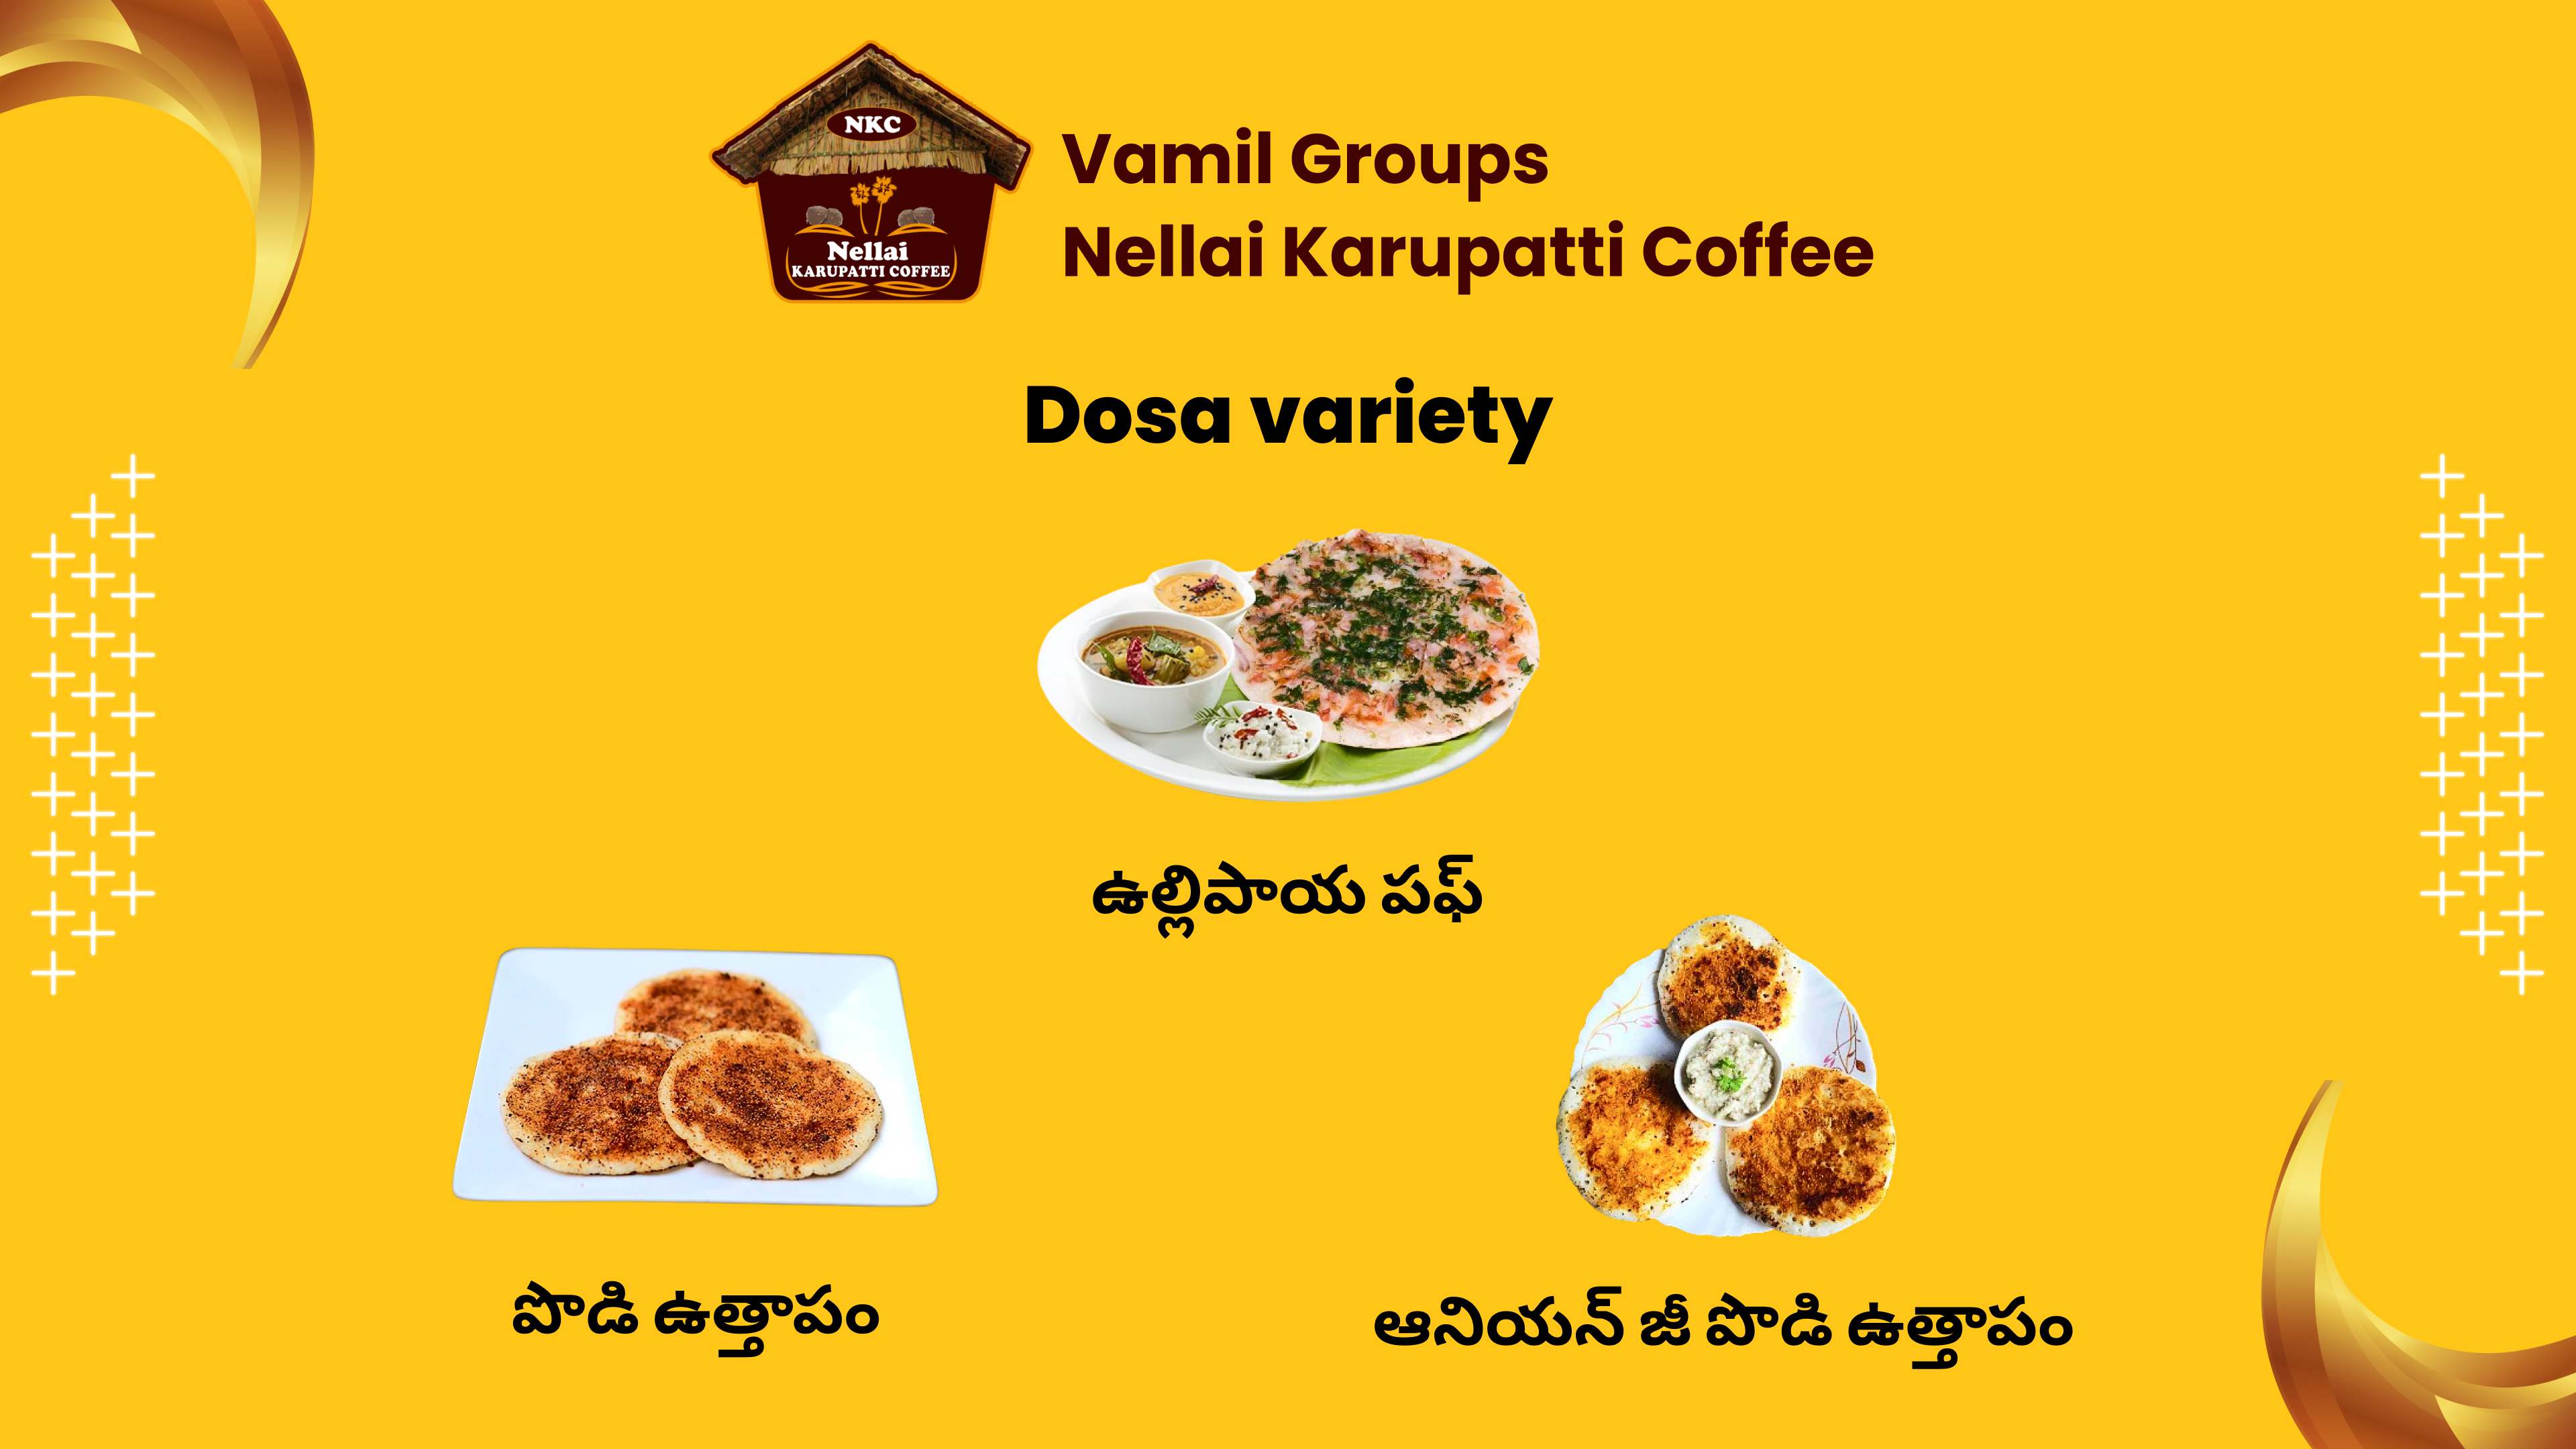 NKC
Nellai
KARUPATTI COFFEE
Vamil Groups
Nellai Karupatti Coffee
Dosa variety
ఉల్లిపాయ పఫ్
పొడి ఉత్తాపం
ఆనియన్ జీ పొడి ఉత్తాపం